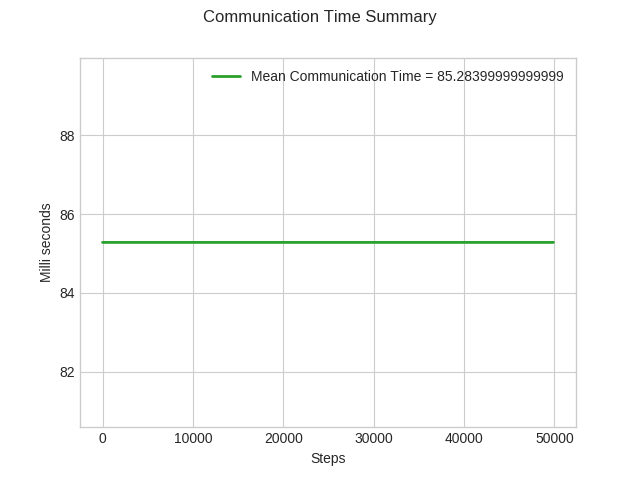 Communication Time Summary
Mean Communication Time = 85.28399999999999
88
86
84
82
Milli seconds
0 10000 20000 30000 40000 50000
Steps